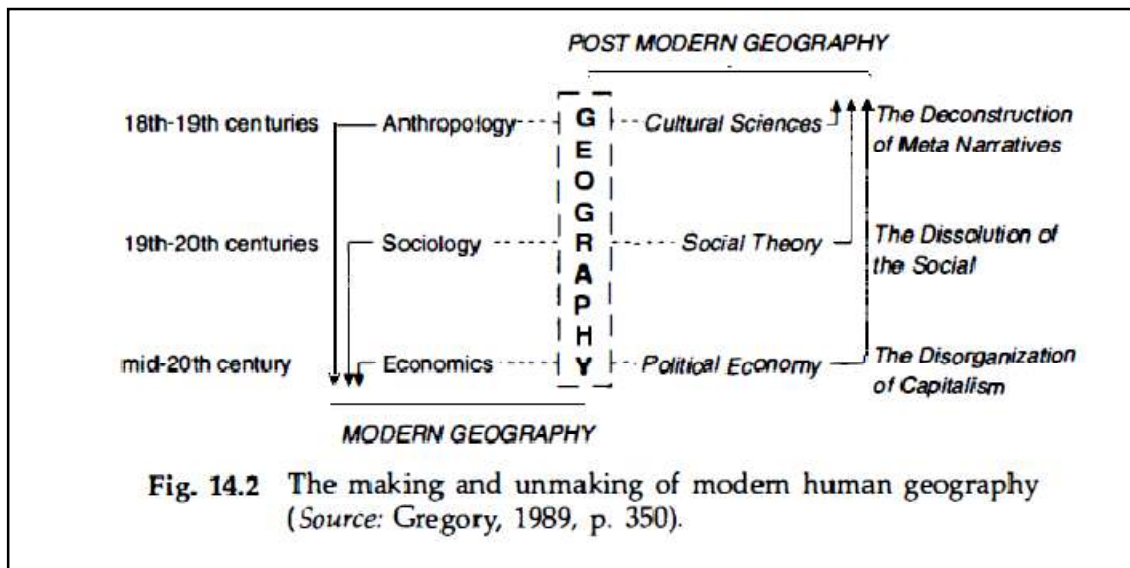 POST MODERN GEOGRAPHY
18th-19th centuries Anthropology Cultural Sciences The Deconstruction
of Meta Narratives
GEOGRAPHY
19th-20th centuries Sociology Social Theory The Dissolution of
the Social
mid-20th century Economics Political Economy The Disorganization
of Capitalism
MODERN GEOGRAPHY
Fig. 14.2 The making and unmaking of modern human geography
(Source: Gregory, 1989, p. 350).